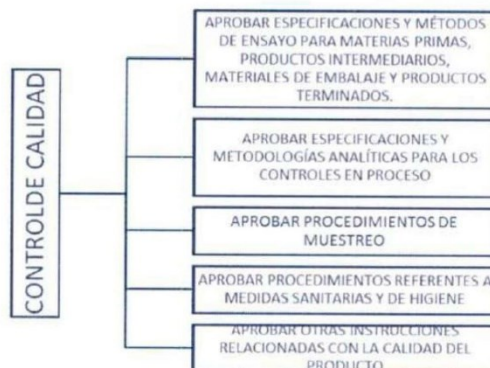 CONTROLDE CALIDAD
APROBAR ESPECIFICACIONES Y MÉTODOS
DE ENSAYO PARA MATERIAS PRIMAS,
PRODUCTOS INTERMEDIARIOS,
MATERIALES DE EMBALAJE Y PRODUCTOS
TERMINADOS.
APROBAR ESPECIFICACIONES Y
METODOLOGÍAS ANALÍTICAS PARA LOS
CONTROLES EN PROCESO
APROBAR PROCEDIMIENTOS DE
MUESTREO
APROBAR PROCEDIMIENTOS REFERENTES A
MEDIDAS SANITARIAS Y DE HIGIENE
APROBAR OTRAS INSTRUCCIONES
RELACIONADAS CON LA CALIDAD DEL
PRODUCTO